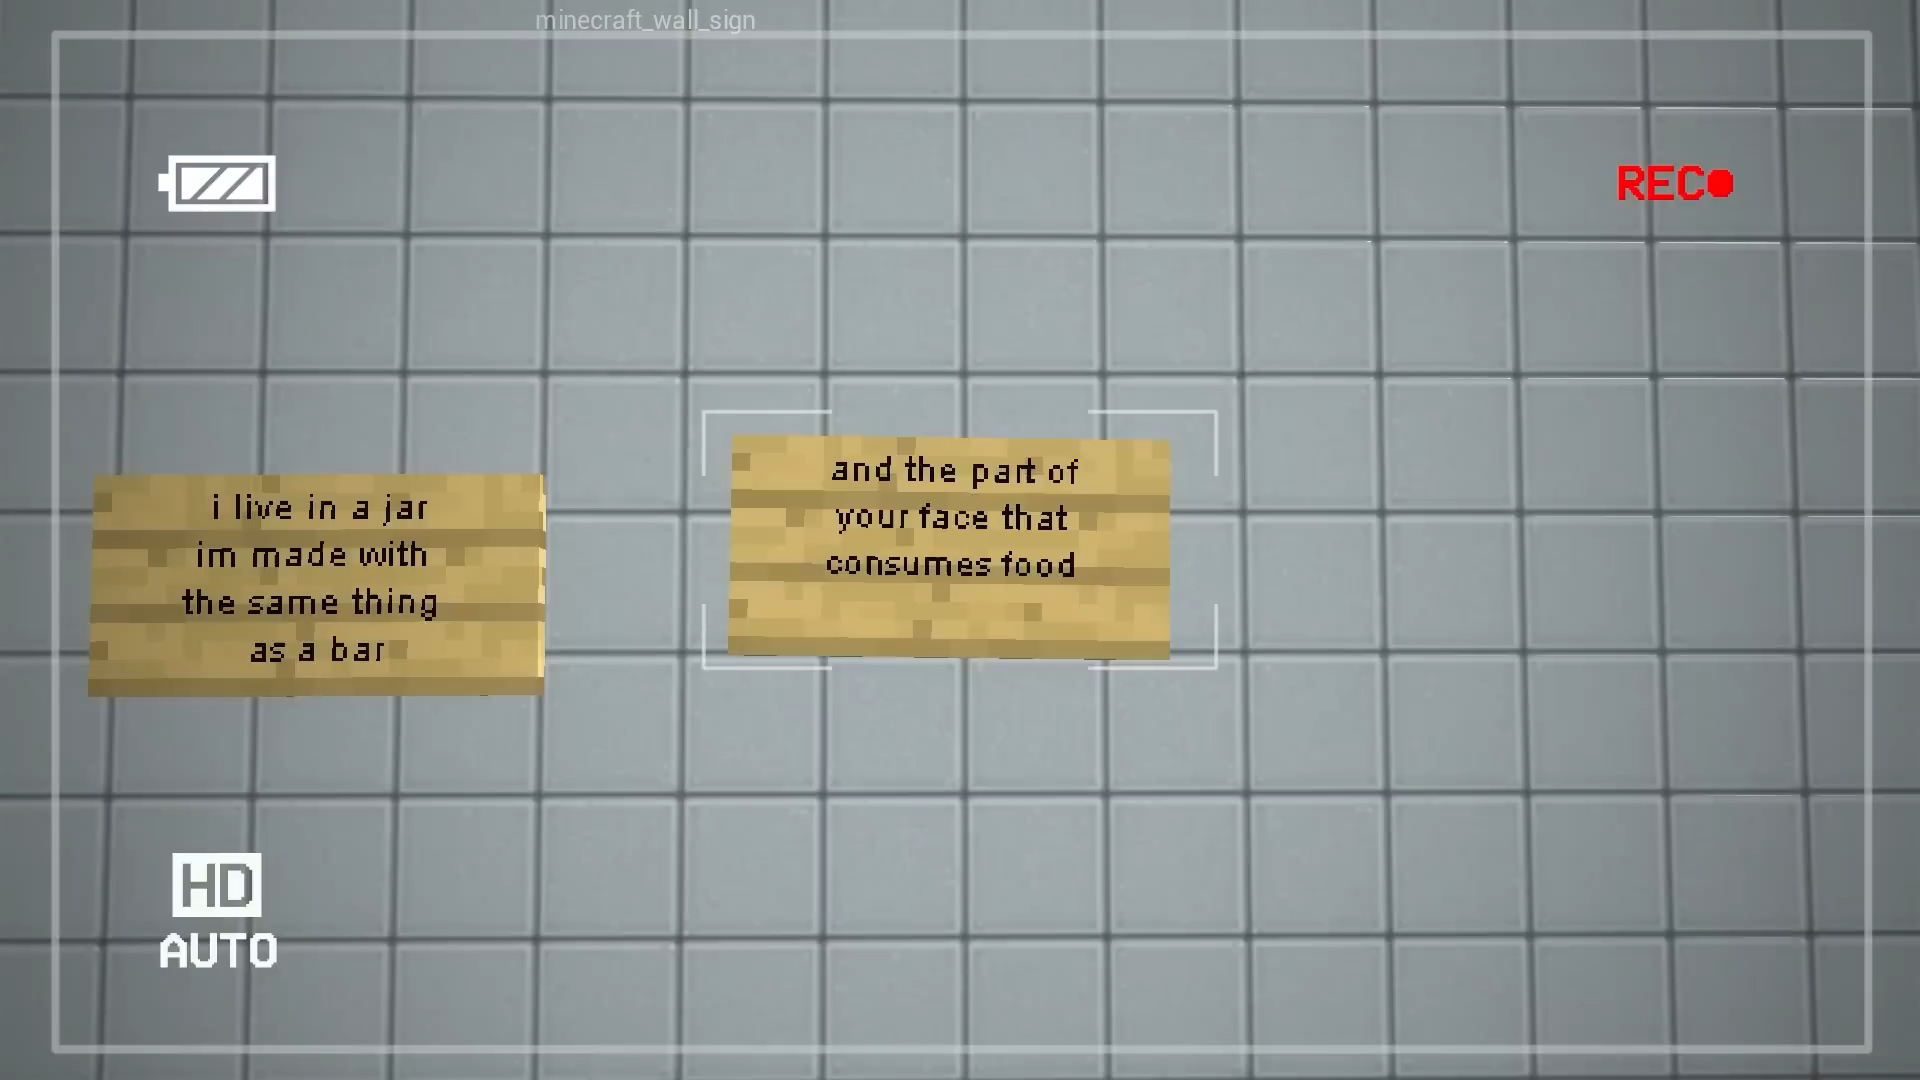 minecraft_wall_sign
REC
i live in a jar
im made with
the same thing
as a bar
and the part of
your face that
consumes food
HD
AUTO